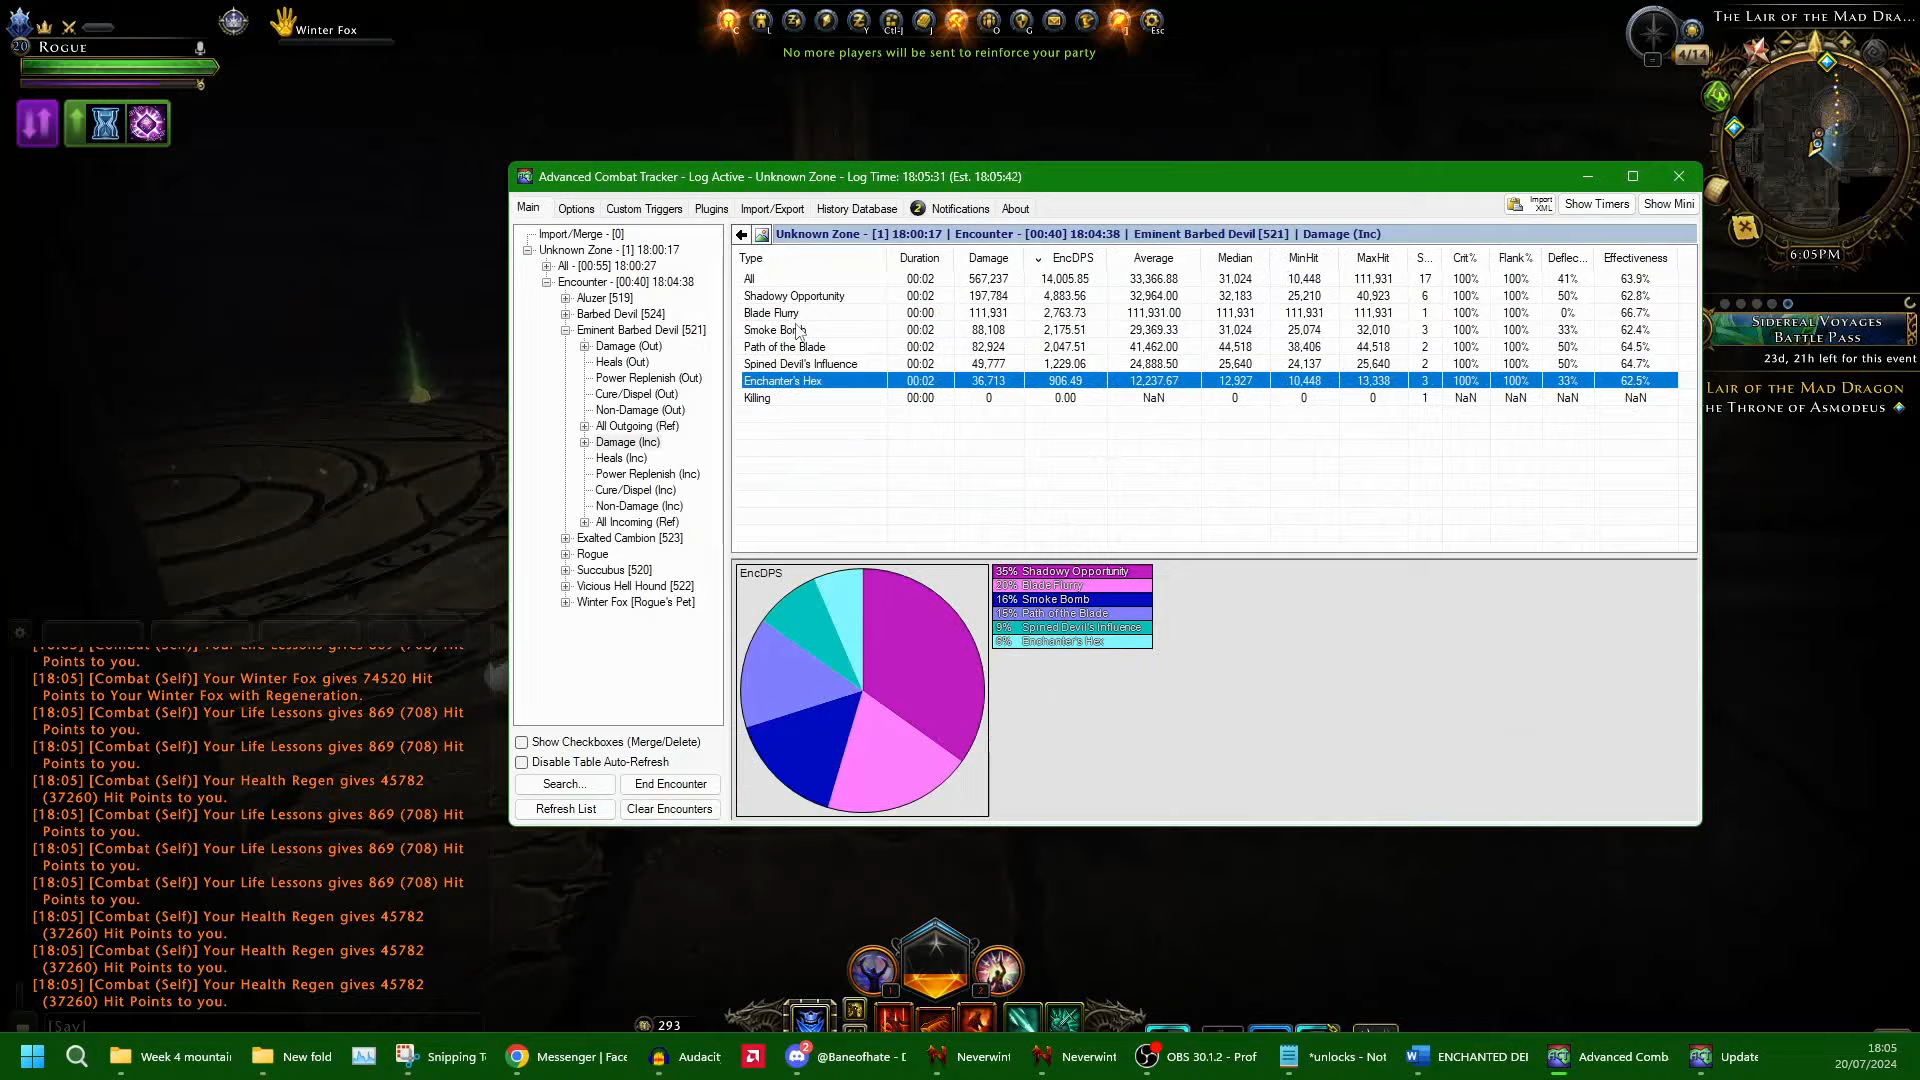 20 Rogue
Winter Fox
C L Y Ctl-J J O G I Esc
No more players will be sent to reinforce your party
The Lair of the Mad Dra...
4/14
6:05PM
Sidereal Voyages
Battle Pass
23d, 21h left for this event
Lair of the Mad Dragon
he Throne of Asmodeus
Advanced Combat Tracker - Log Active - Unknown Zone - Log Time: 18:05:31 (Est. 18:05:42)
Main Options Custom Triggers Plugins Import/Export History Database 2 Notifications About
Import XML Show Timers Show Mini
Import/Merge - [0]
Unknown Zone - [1] 18:00:17
All - [00:55] 18:00:27
Encounter - [00:40] 18:04:38
Aluzer [519]
Barbed Devil [524]
Eminent Barbed Devil [521]
Damage (Out)
Heals (Out)
Power Replenish (Out)
Cure/Dispel (Out)
Non-Damage (Out)
All Outgoing (Ref)
Damage (Inc)
Heals (Inc)
Power Replenish (Inc)
Cure/Dispel (Inc)
Non-Damage (Inc)
All Incoming (Ref)
Exalted Cambion [523]
Rogue
Succubus [520]
Vicious Hell Hound [522]
Winter Fox [Rogue's Pet]
Show Checkboxes (Merge/Delete)
Disable Table Auto-Refresh
Search... End Encounter
Refresh List Clear Encounters
Unknown Zone - [1] 18:00:17 | Encounter - [00:40] 18:04:38 | Eminent Barbed Devil [521] | Damage (Inc)
Type Duration Damage EncDPS Average Median MinHit MaxHit S... Crit% Flank% Deflec... Effectiveness
All 00:02 567,237 14,005.85 33,366.88 31,024 10,448 111,931 17 100% 100% 41% 63.9%
Shadowy Opportunity 00:02 197,784 4,883.56 32,964.00 32,183 25,210 40,923 6 100% 100% 50% 62.8%
Blade Flurry 00:00 111,931 2,763.73 111,931.00 111,931 111,931 111,931 1 100% 100% 0% 66.7%
Smoke Bomb 00:02 88,108 2,175.51 29,369.33 31,024 25,074 32,010 3 100% 100% 33% 62.4%
Path of the Blade 00:02 82,924 2,047.51 41,462.00 44,518 38,406 44,518 2 100% 100% 50% 64.5%
Spined Devil's Influence 00:02 49,777 1,229.06 24,888.50 25,640 24,137 25,640 2 100% 100% 50% 64.7%
Enchanter's Hex 00:02 36,713 906.49 12,237.67 12,927 10,448 13,338 3 100% 100% 33% 62.5%
Killing 00:00 0 0.00 NaN 0 0 0 1 NaN NaN NaN NaN
EncDPS
35% Shadowy Opportunity
20% Blade Flurry
16% Smoke Bomb
15% Path of the Blade
9% Spined Devil's Influence
6% Enchanter's Hex
[18:05] [Combat (Self)] Your Life Lessons gives 869 (708) Hit
Points to you.
[18:05] [Combat (Self)] Your Winter Fox gives 74520 Hit
Points to Your Winter Fox with Regeneration.
[18:05] [Combat (Self)] Your Life Lessons gives 869 (708) Hit
Points to you.
[18:05] [Combat (Self)] Your Life Lessons gives 869 (708) Hit
Points to you.
[18:05] [Combat (Self)] Your Health Regen gives 45782
(37260) Hit Points to you.
[18:05] [Combat (Self)] Your Life Lessons gives 869 (708) Hit
Points to you.
[18:05] [Combat (Self)] Your Life Lessons gives 869 (708) Hit
Points to you.
[18:05] [Combat (Self)] Your Life Lessons gives 869 (708) Hit
Points to you.
[18:05] [Combat (Self)] Your Health Regen gives 45782
(37260) Hit Points to you.
[18:05] [Combat (Self)] Your Health Regen gives 45782
(37260) Hit Points to you.
[18:05] [Combat (Self)] Your Health Regen gives 45782
(37260) Hit Points to you.
[Say]
1 2
293
Week 4 mountai New fold Snipping T Messenger | Face Audacit 2 @Baneofhate - D Neverwint Neverwint OBS 30.1.2 - Prof *unlocks - Not ENCHANTED DEI Advanced Comb Update
18:05
20/07/2024